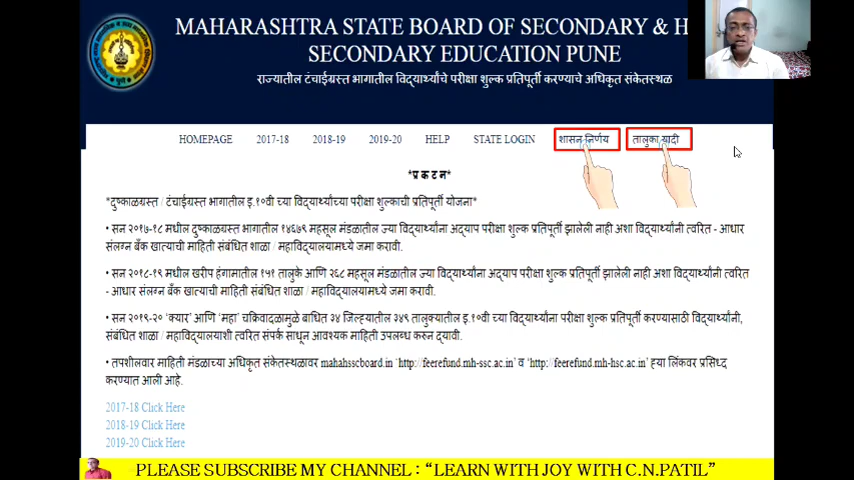 MAHARASHTRA STATE BOARD OF SECONDARY & H
SECONDARY EDUCATION PUNE
राज्यातील टंचाईग्रस्त भागातील विद्यार्थ्यांचे परीक्षा शुल्क प्रतिपूर्ती करण्याचे अधिकृत संकेतस्थळ
HOMEPAGE 2017-18 2018-19 2019-20 HELP STATE LOGIN शासन निर्णय तालुका यादी
*प्रकटन*
*दुष्काळग्रस्त / टंचाईग्रस्त भागातील इ.१०वी च्या विद्यार्थ्यांच्या परीक्षा शुल्काची प्रतिपूर्ती योजना*
• सन २०१७-१८ मधील दुष्काळग्रस्त भागातील १४६७९ महसूल मंडळातील ज्या विद्यार्थ्यांना अद्याप परीक्षा शुल्क प्रतिपूर्ती झालेली नाही अशा विद्यार्थ्यांनी त्वरित - आधार
संलग्न बँक खात्याची माहिती संबंधित शाळा / महाविद्यालयामध्ये जमा करावी.
• सन २०१८-१९ मधील खरीप हंगामातील १५१ तालुके आणि २६८ महसूल मंडळातील ज्या विद्यार्थ्यांना अद्याप परीक्षा शुल्क प्रतिपूर्ती झालेली नाही अशा विद्यार्थ्यांनी त्वरित
- आधार संलग्न बँक खात्याची माहिती संबंधित शाळा / महाविद्यालयामध्ये जमा करावी.
• सन २०१९-२० 'क्यार' आणि 'महा' चक्रिवादळामुळे बाधित ३४ जिल्ह्यातील ३४९ तालुक्यातील इ.१०वी च्या विद्यार्थ्यांना परीक्षा शुल्क प्रतिपूर्ती करण्यासाठी विद्यार्थ्यांनी,
संबंधित शाळा / महाविद्यालयाशी त्वरित संपर्क साधून आवश्यक माहिती उपलब्ध करुन द्यावी.
• तपशीलवार माहिती मंडळाच्या अधिकृत संकेतस्थळावर mahahsscboard.in 'http://feerefund.mh-ssc.ac.in' व 'http://feerefund.mh-hsc.ac.in' ह्या लिंकवर प्रसिध्द
करण्यात आली आहे.
2017-18 Click Here
2018-19 Click Here
2019-20 Click Here
PLEASE SUBSCRIBE MY CHANNEL : “LEARN WITH JOY WITH C.N.PATIL”